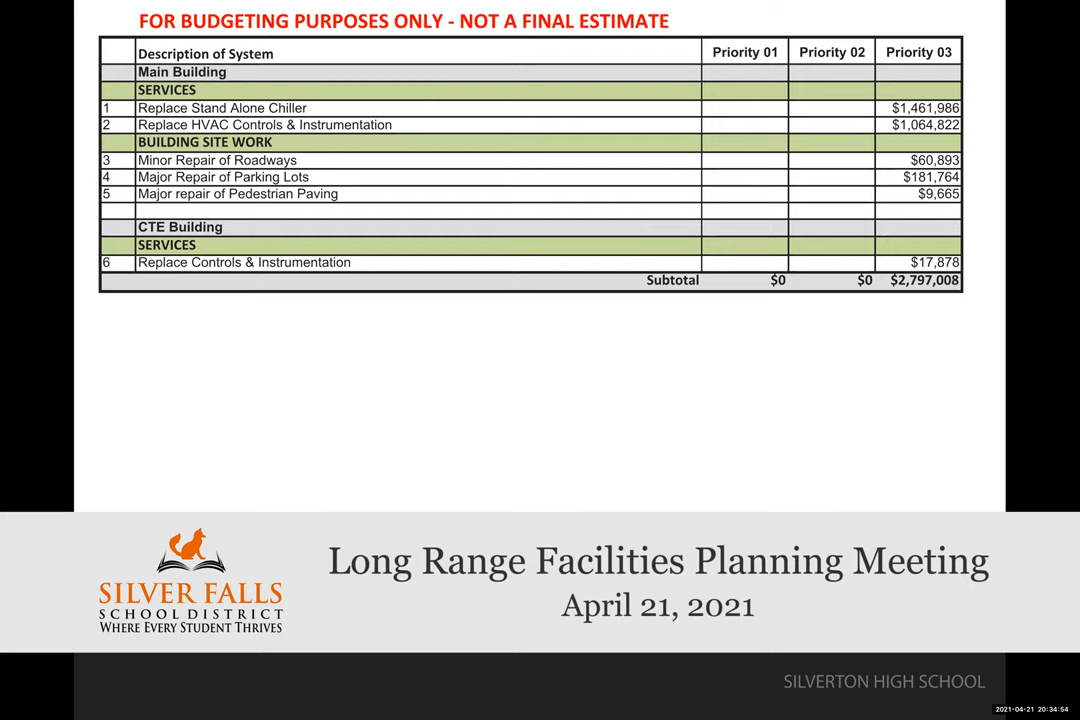 FOR BUDGETING PURPOSES ONLY - NOT A FINAL ESTIMATE
Description of System Priority 01 Priority 02 Priority 03
Main Building
SERVICES
1 Replace Stand Alone Chiller $1,461,986
2 Replace HVAC Controls & Instrumentation $1,064,822
BUILDING SITE WORK
3 Minor Repair of Roadways $60,893
4 Major Repair of Parking Lots $181,764
5 Major repair of Pedestrian Paving $9,665
CTE Building
SERVICES
6 Replace Controls & Instrumentation $17,878
Subtotal $0 $0 $2,797,008
SILVER FALLS
SCHOOL DISTRICT
WHERE EVERY STUDENT THRIVES
Long Range Facilities Planning Meeting
April 21, 2021
SILVERTON HIGH SCHOOL
2021-04-21 20:34:54